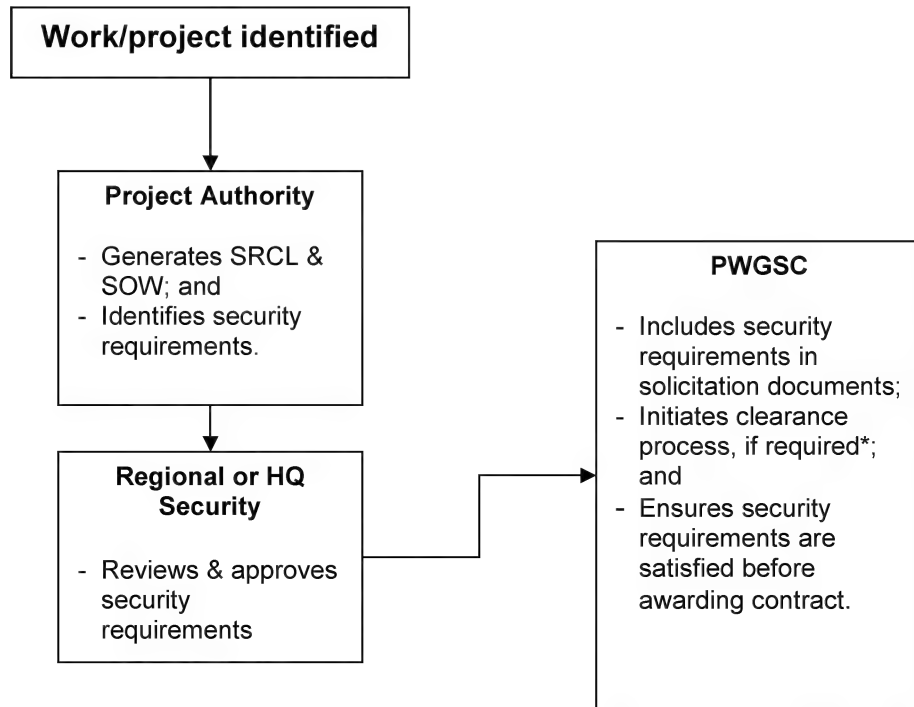 Work/project identified
Project Authority
- Generates SRCL &
SOW; and
- Identifies security
requirements.
Regional or HQ
Security
- Reviews & approves
security
requirements
PWGSC
- Includes security
requirements in
solicitation documents;
- Initiates clearance
process, if required*;
and
- Ensures security
requirements are
satisfied before
awarding contract.